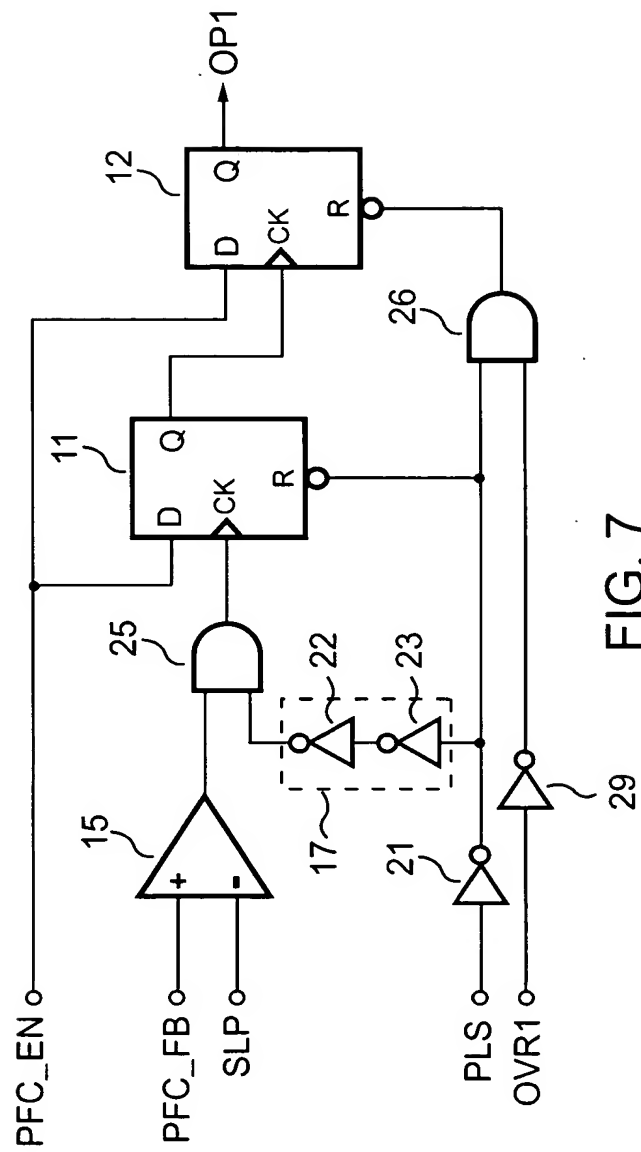 PFC_EN
PFC_FB
SLP
PLS
OVR1
15
+
-
25
17
22
23
21
29
11
D
Q
CK
R
26
12
D
Q
CK
R
OP1
FIG. 7